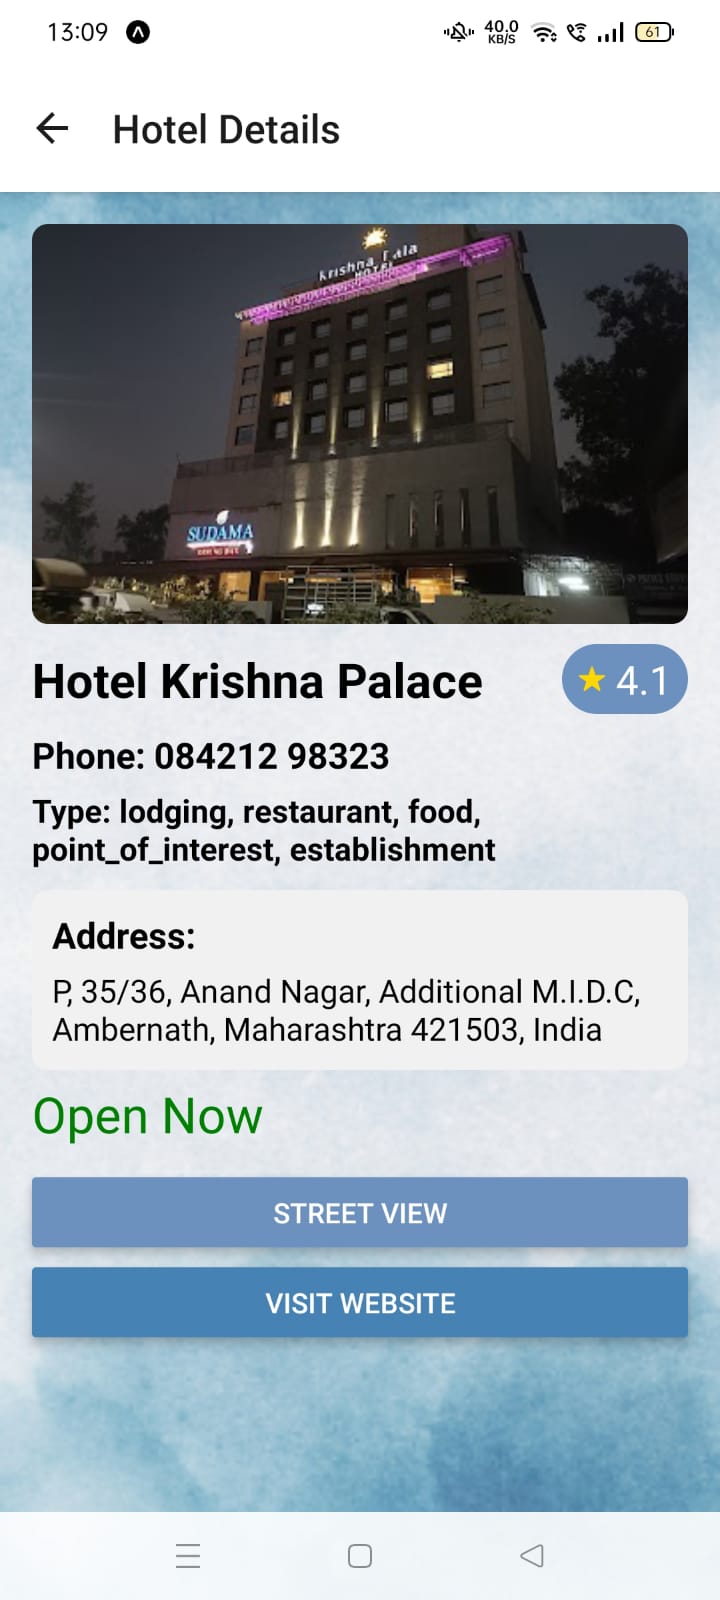 13:09
40.0
KB/S
61
Hotel Details
Krishna Pala
HOTEL
SUDAMA
Hotel Krishna Palace
4.1
Phone: 084212 98323
Type: lodging, restaurant, food,
point_of_interest, establishment
Address:
P, 35/36, Anand Nagar, Additional M.I.D.C,
Ambernath, Maharashtra 421503, India
Open Now
STREET VIEW
VISIT WEBSITE